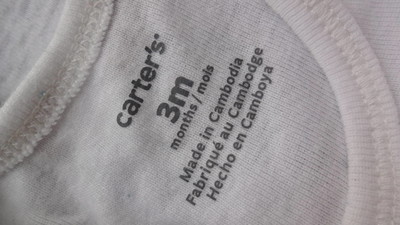 carter's
3m
months / mois
Made in Cambodia
Fabriqué au Cambodge
Hecho en Camboya